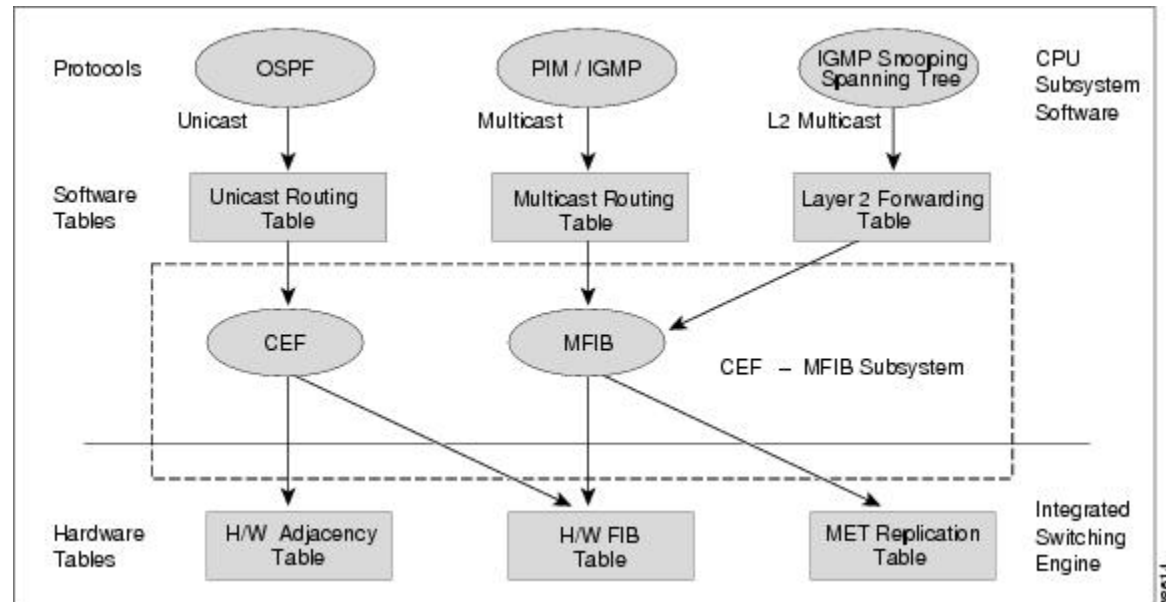 Protocols
OSPF
PIM / IGMP
IGMP Snooping
Spanning Tree
CPU
Subsystem
Software
Unicast
Multicast
L2 Multicast
Software
Tables
Unicast Routing
Table
Multicast Routing
Table
Layer 2 Forwarding
Table
CEF
MFIB
CEF – MFIB Subsystem
Hardware
Tables
H/W Adjacency
Table
H/W FIB
Table
MET Replication
Table
Integrated
Switching
Engine